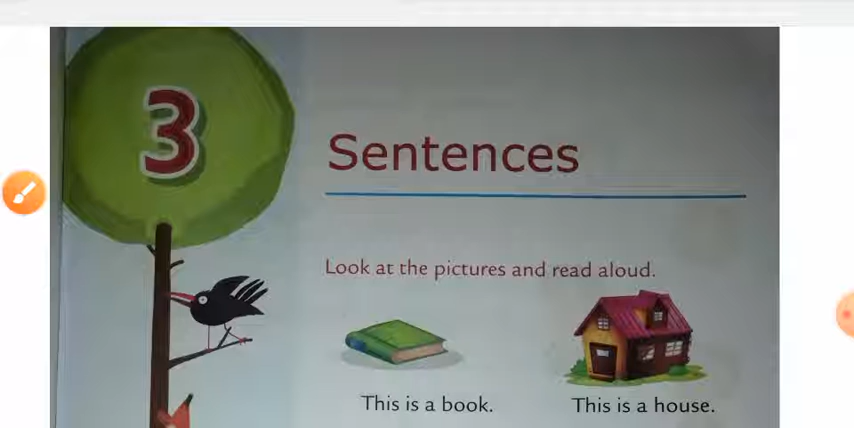 3
Sentences
Look at the pictures and read aloud.
This is a book.
This is a house.